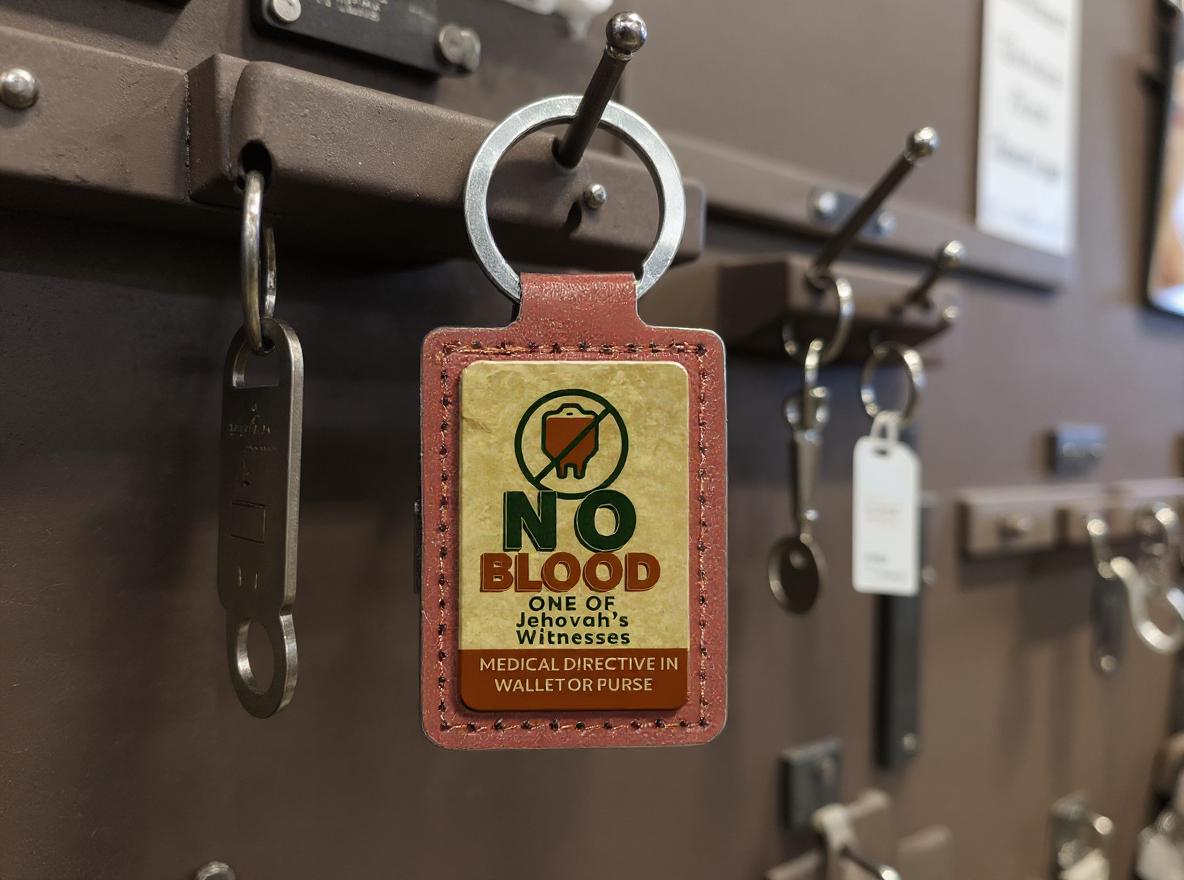 NO
BLOOD
ONE OF
Jehovah's
Witnesses
MEDICAL DIRECTIVE IN
WALLET OR PURSE